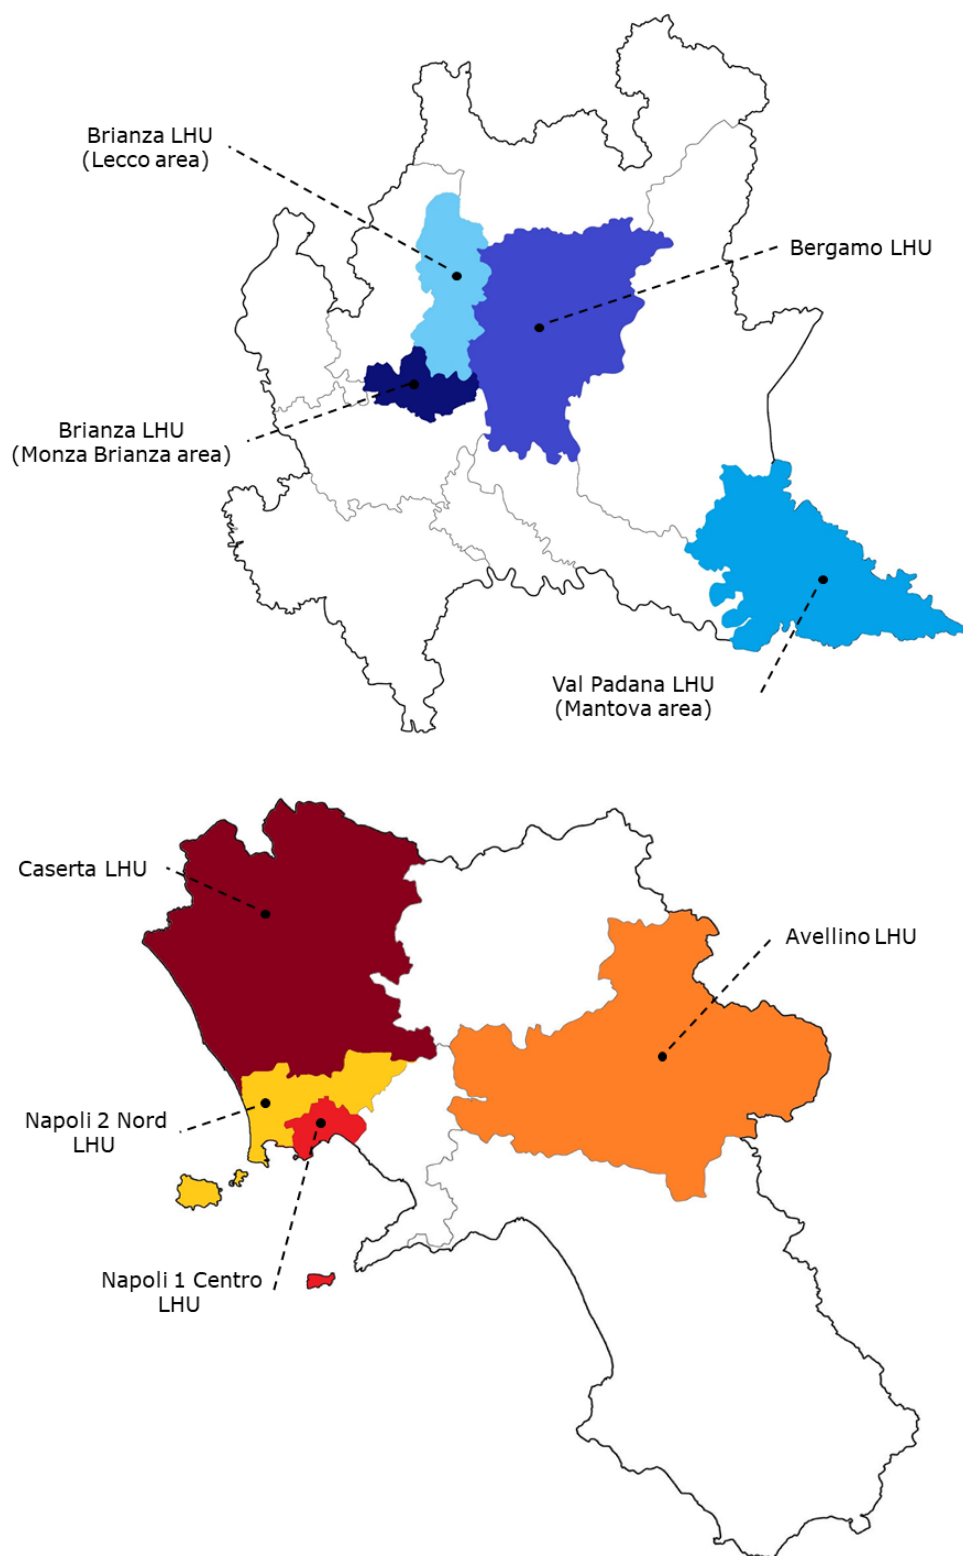 Brianza LHU
(Lecco area)
Bergamo LHU
Brianza LHU
(Monza Brianza area)
Val Padana LHU
(Mantova area)
Caserta LHU
Avellino LHU
Napoli 2 Nord
LHU
Napoli 1 Centro
LHU